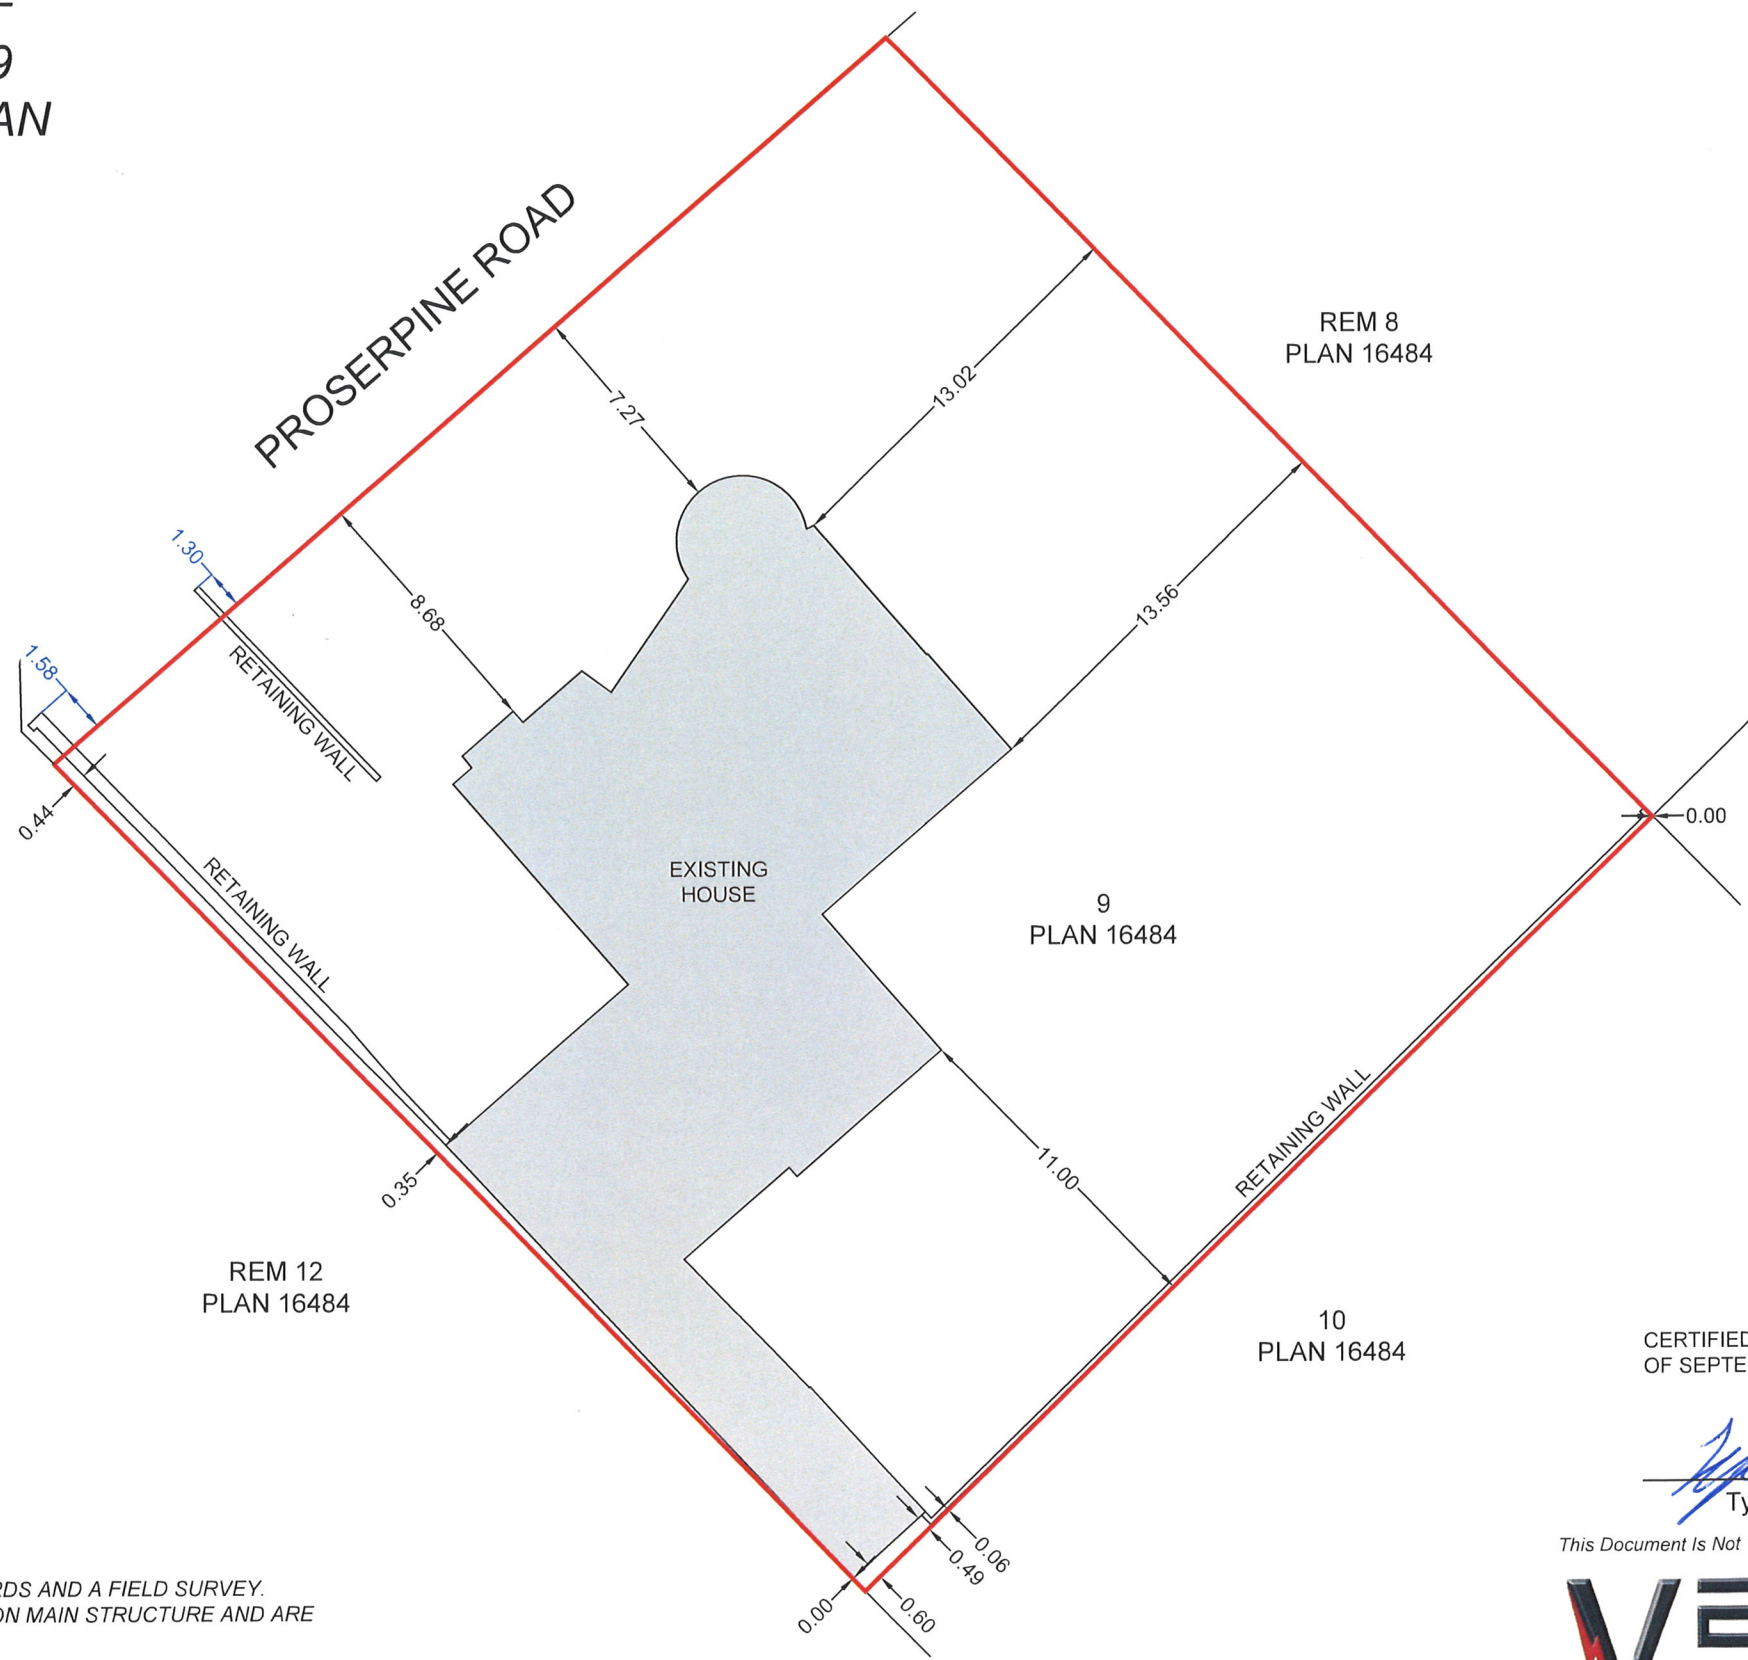 9
AN
PROSERPINE ROAD
REM 8
PLAN 16484
7.27
13.02
1.30
8.68
13.56
1.58
RETAINING WALL
0.44
0.00
RETAINING WALL
EXISTING
HOUSE
9
PLAN 16484
RETAINING WALL
11.00
0.35
REM 12
PLAN 16484
10
PLAN 16484
CERTIFIED
OF SEPTE
0.06
0.49
0.60
0.00
Ty
This Document Is Not
RDS AND A FIELD SURVEY.
ON MAIN STRUCTURE AND ARE